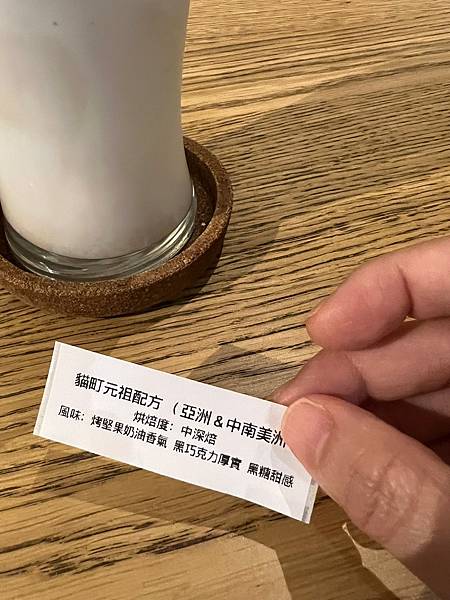 貓町元祖配方 （亞洲＆中南美洲
烘焙度: 中深焙
風味: 烤堅果奶油香氣 黑巧克力厚實 黑糖甜感